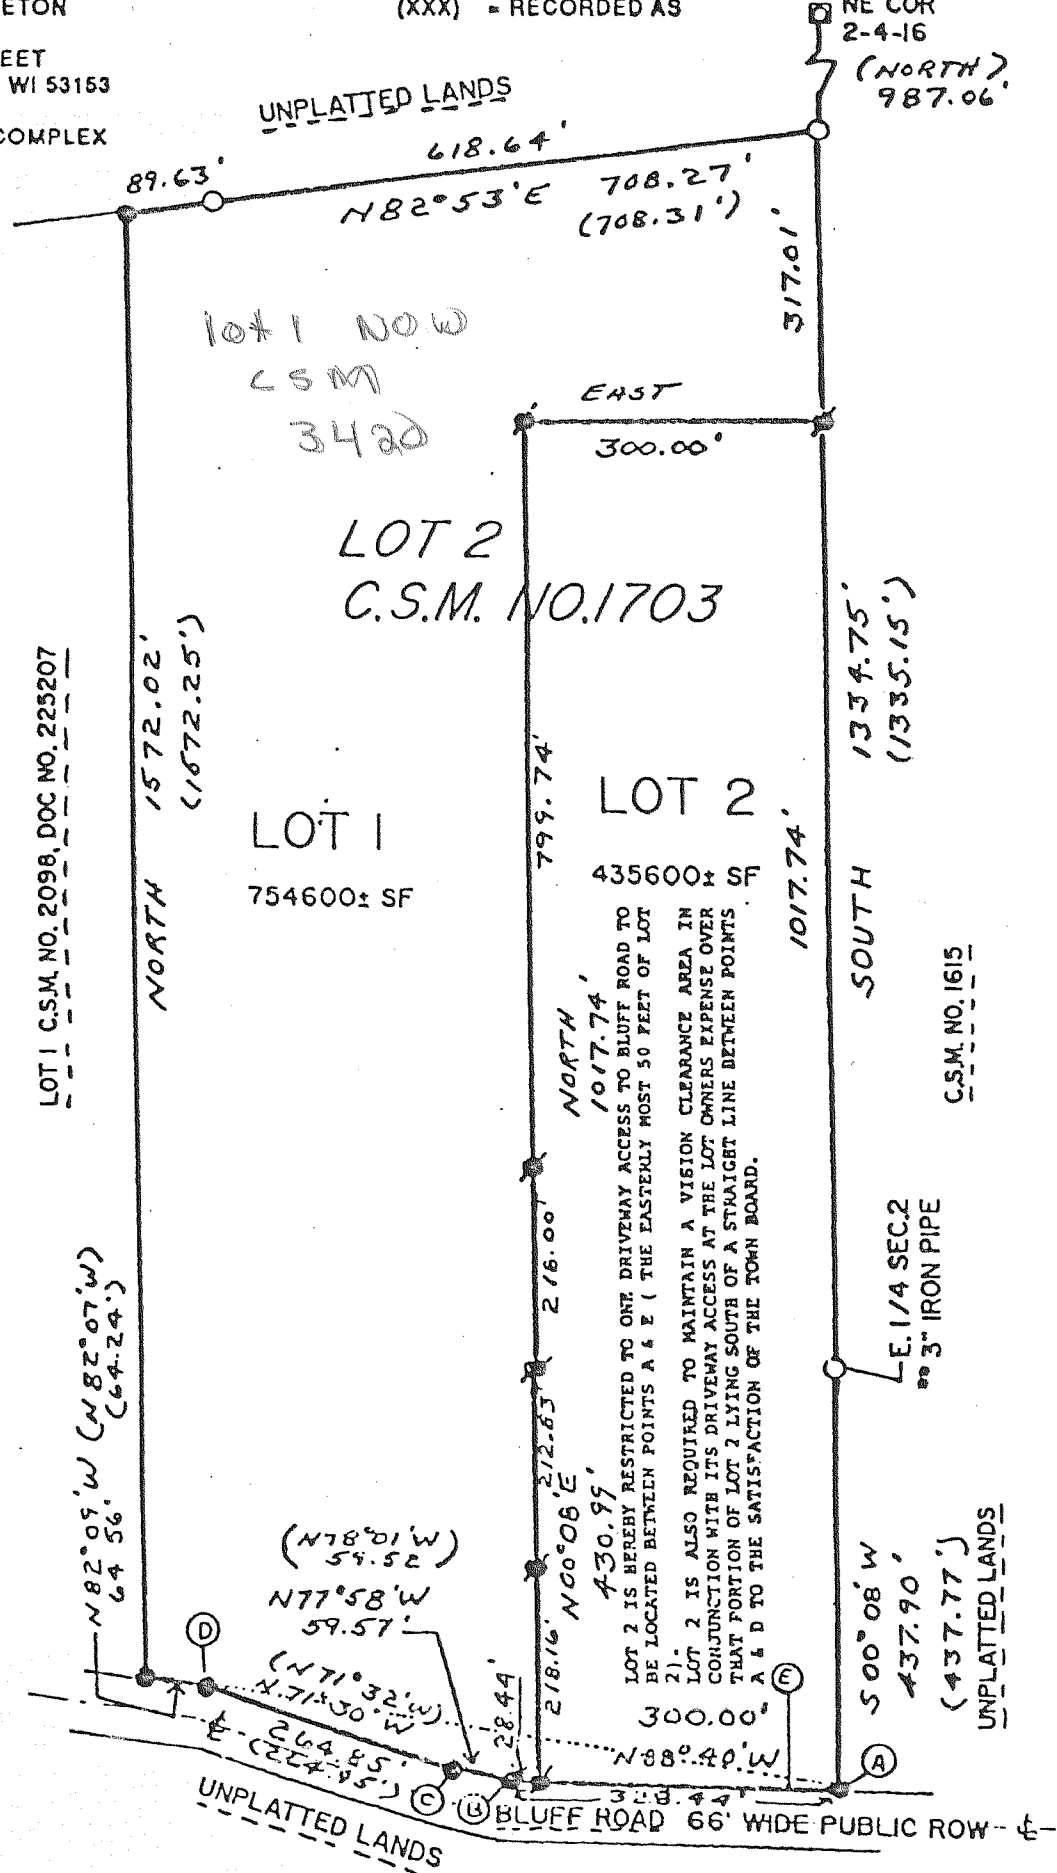 ETON
(XXX) = RECORDED AS
NE COR
2-4-16
EET
WI 53153
(NORTH)
987.06'
COMPLEX
UNPLATTED LANDS
618.64'
89.63'
N82°53'E 708.27'
(708.31')
317.01'
lot 1 NOW
CSM
3420
EAST
300.00'
LOT 2
C.S.M. NO.1703
1334.75'
(1335.15')
SOUTH
LOT 1 C.S.M. NO. 2098, DOC NO. 225207
NORTH 1572.02'
799.74'
LOT 1
754600± SF
LOT 2
435600± SF
1017.74'
NORTH
1017.74'
C.S.M. NO. 1615
LOT 2 IS HEREBY RESTRICTED TO ONE DRIVEWAY ACCESS TO BLUFF ROAD TO
BE LOCATED BETWEEN POINTS A & E ( THE EASTERLY MOST 50 FEET OF LOT
2).
LOT 2 IS ALSO REQUIRED TO MAINTAIN A VISION CLEARANCE AREA IN
CONJUNCTION WITH ITS DRIVEWAY ACCESS AT THE LOT OWNERS EXPENSE OVER
THAT PORTION OF LOT 2 LYING SOUTH OF A STRAIGHT LINE BETWEEN POINTS
A & D TO THE SATISFACTION OF THE TOWN BOARD.
216.00'
E. 1/4 SEC.2
3" IRON PIPE
N82°09'W (N82°07'W)
64.56' (64.24')
212.83'
N00°08'E
430.99'
(N78°01'W)
59.52
N77°58'W
59.57'
218.16'
S00°08'W
437.90'
(437.77')
UNPLATTED LANDS
D
(N71°32'W)
N.71°30'W
264.85'
28.44'
300.00'
E
N88°40'W
A
C
B
328.44'
UNPLATTED LANDS
BLUFF ROAD 66' WIDE PUBLIC ROW